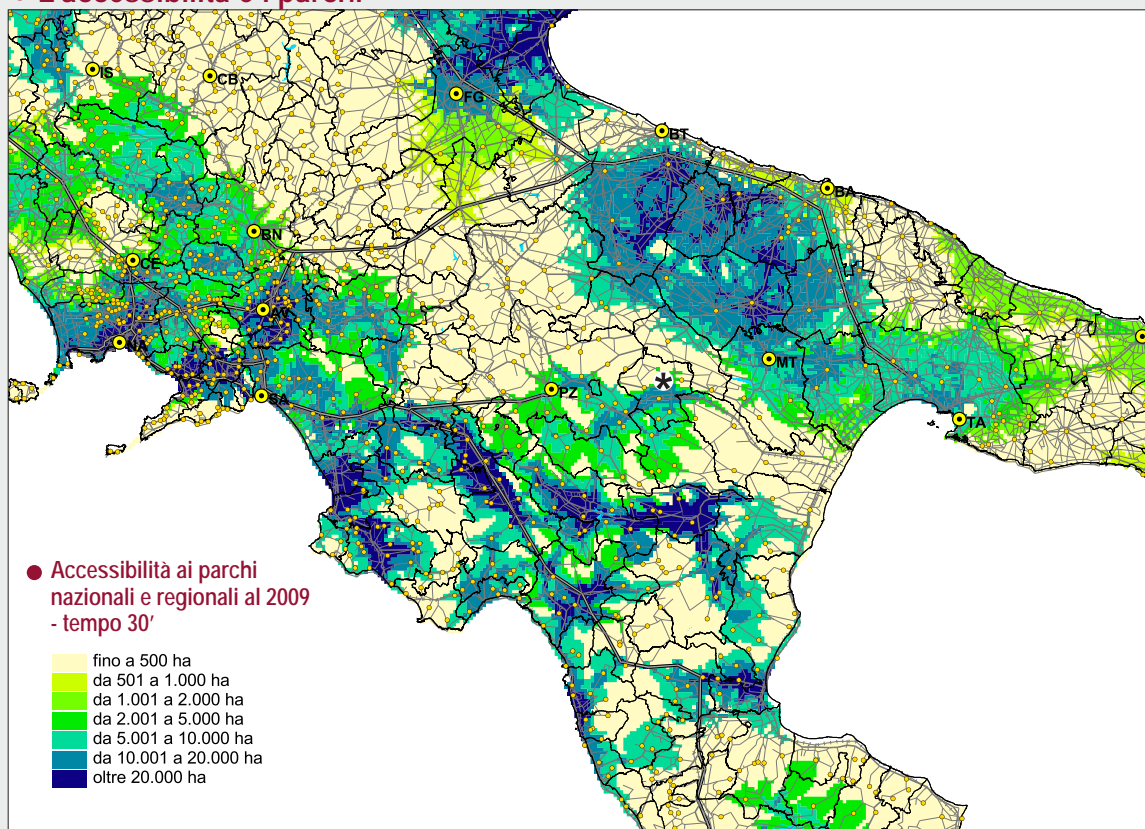 L'accessibilità e i parchi
IS
CB
FG
BT
BA
BN
CE
AV
NA
MT
PZ
*
SA
TA
Accessibilità ai parchi
nazionali e regionali al 2009
- tempo 30'
fino a 500 ha
da 501 a 1.000 ha
da 1.001 a 2.000 ha
da 2.001 a 5.000 ha
da 5.001 a 10.000 ha
da 10.001 a 20.000 ha
oltre 20.000 ha